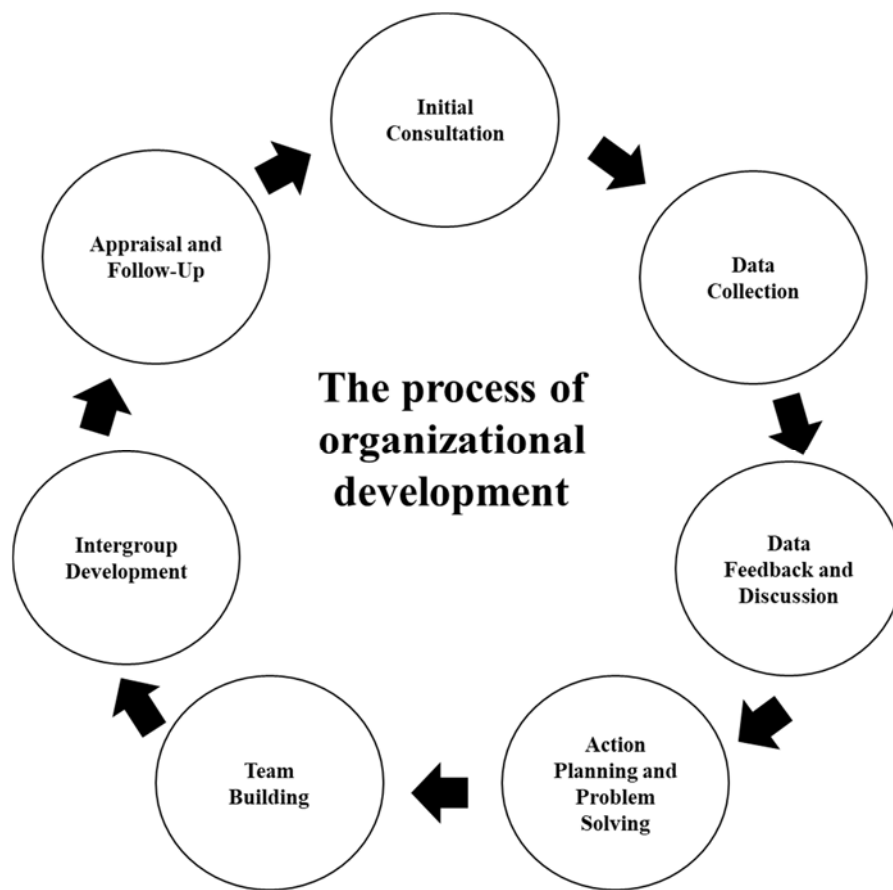 Initial
Consultation
Data
Collection
Data
Feedback and
Discussion
Action
Planning and
Problem
Solving
Team
Building
Intergroup
Development
Appraisal and
Follow-Up
The process of
organizational
development